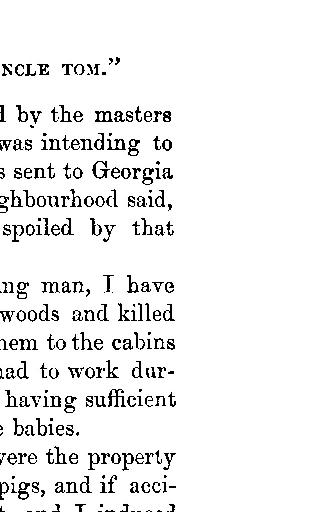 NCLE TOM."
d by the masters
was intending to
s sent to Georgia
ghbourhood said,
spoiled by that
ng man, I have
woods and killed
hem to the cabins
had to work dur-
having sufficient
e babies.
were the property
pigs, and if acci-
and I induced